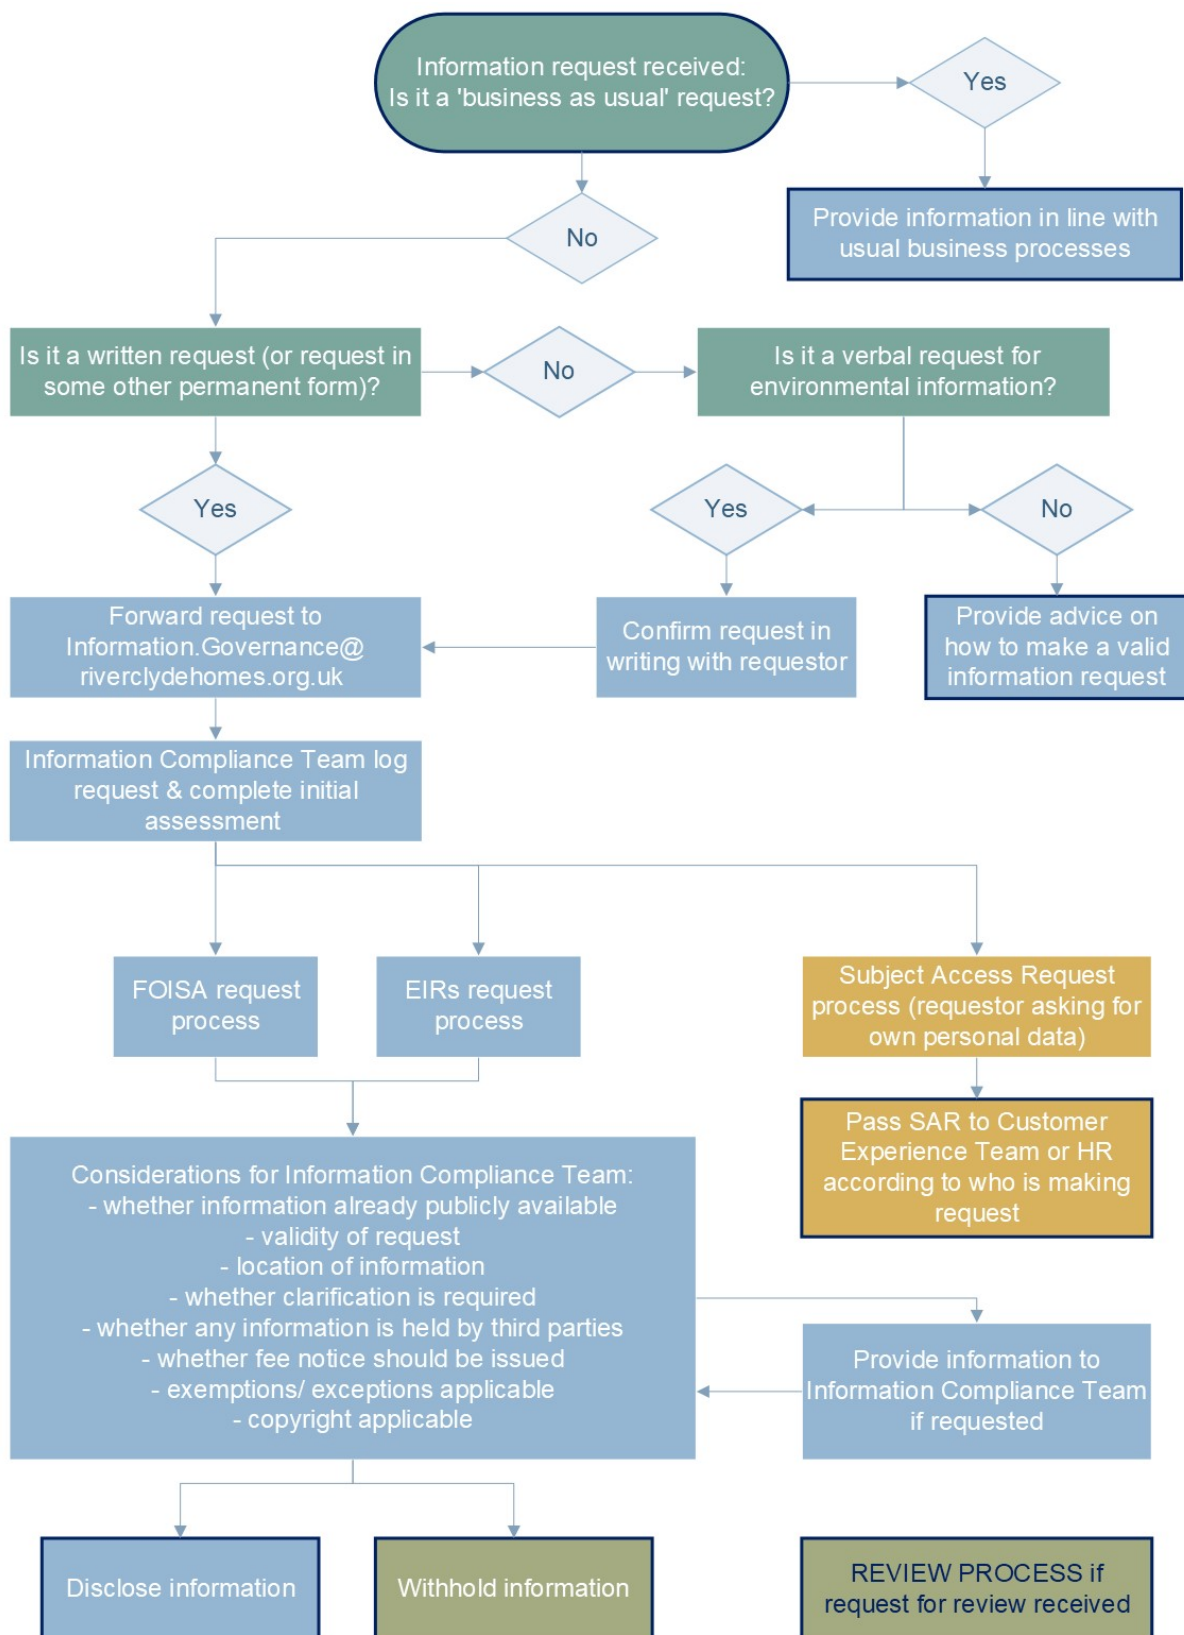 Information request received:
Is it a 'business as usual' request?
Yes
Provide information in line with
usual business processes
No
Is it a written request (or request in
some other permanent form)?
No
Is it a verbal request for
environmental information?
Yes
Yes
No
Forward request to
Information.Governance@
riverclydehomes.org.uk
Confirm request in
writing with requestor
Provide advice on
how to make a valid
information request
Information Compliance Team log
request & complete initial
assessment
FOISA request
process
EIRs request
process
Subject Access Request
process (requestor asking for
own personal data)
Pass SAR to Customer
Experience Team or HR
according to who is making
request
Considerations for Information Compliance Team:
- whether information already publicly available
- validity of request
- location of information
- whether clarification is required
- whether any information is held by third parties
- whether fee notice should be issued
- exemptions/ exceptions applicable
- copyright applicable
Provide information to
Information Compliance Team
if requested
Disclose information
Withhold information
REVIEW PROCESS if
request for review received